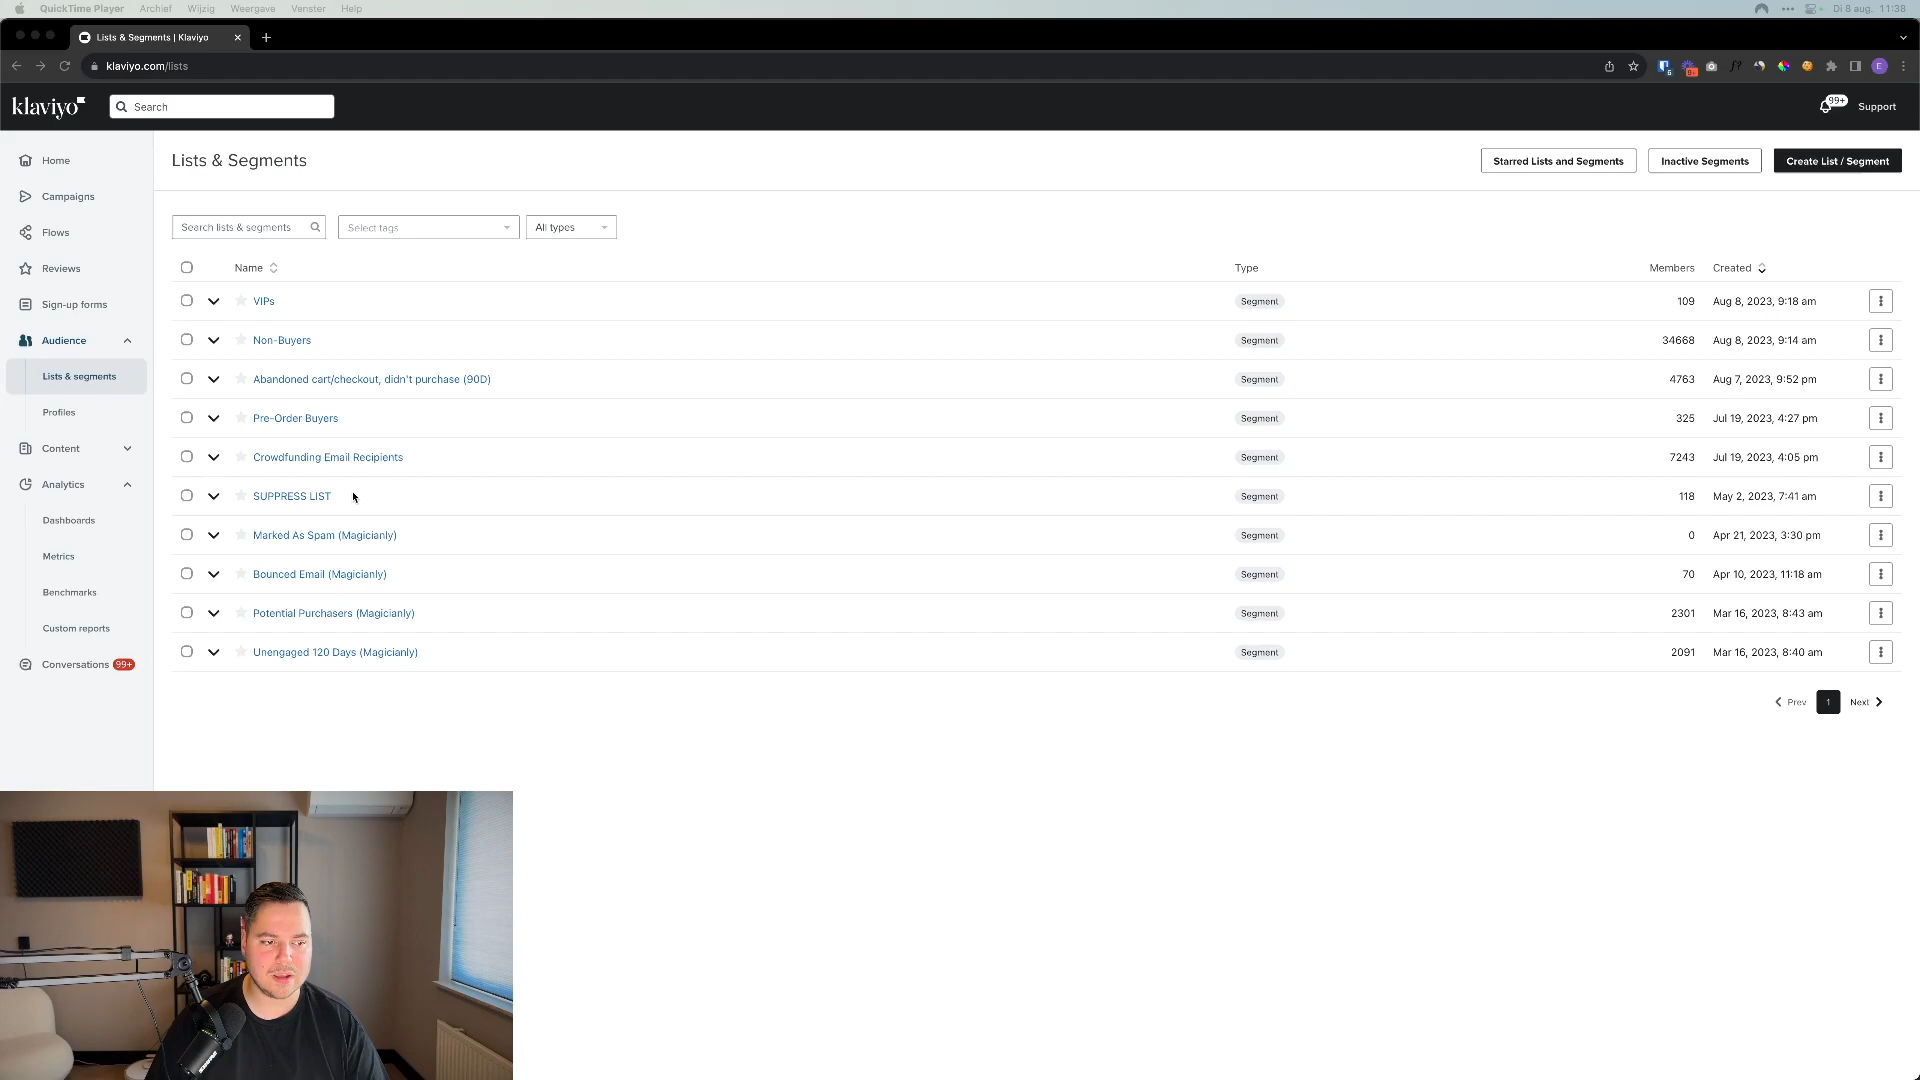 QuickTime Player Archief Wijzig Weergave Venster Help Di 8 aug. 11:38
Lists & Segments | Klaviyo
klaviyo.com/lists
klaviyo Search 99+ Support
Home
Campaigns
Flows
Reviews
Sign-up forms
Audience
Lists & segments
Profiles
Content
Analytics
Dashboards
Metrics
Benchmarks
Custom reports
Conversations 99+
Lists & Segments Starred Lists and Segments Inactive Segments Create List / Segment
Search lists & segments Select tags All types
Name Type Members Created
VIPs Segment 109 Aug 8, 2023, 9:18 am
Non-Buyers Segment 34668 Aug 8, 2023, 9:14 am
Abandoned cart/checkout, didn't purchase (90D) Segment 4763 Aug 7, 2023, 9:52 pm
Pre-Order Buyers Segment 325 Jul 19, 2023, 4:27 pm
Crowdfunding Email Recipients Segment 7243 Jul 19, 2023, 4:05 pm
SUPPRESS LIST Segment 118 May 2, 2023, 7:41 am
Marked As Spam (Magicianly) Segment 0 Apr 21, 2023, 3:30 pm
Bounced Email (Magicianly) Segment 70 Apr 10, 2023, 11:18 am
Potential Purchasers (Magicianly) Segment 2301 Mar 16, 2023, 8:43 am
Unengaged 120 Days (Magicianly) Segment 2091 Mar 16, 2023, 8:40 am
Prev 1 Next